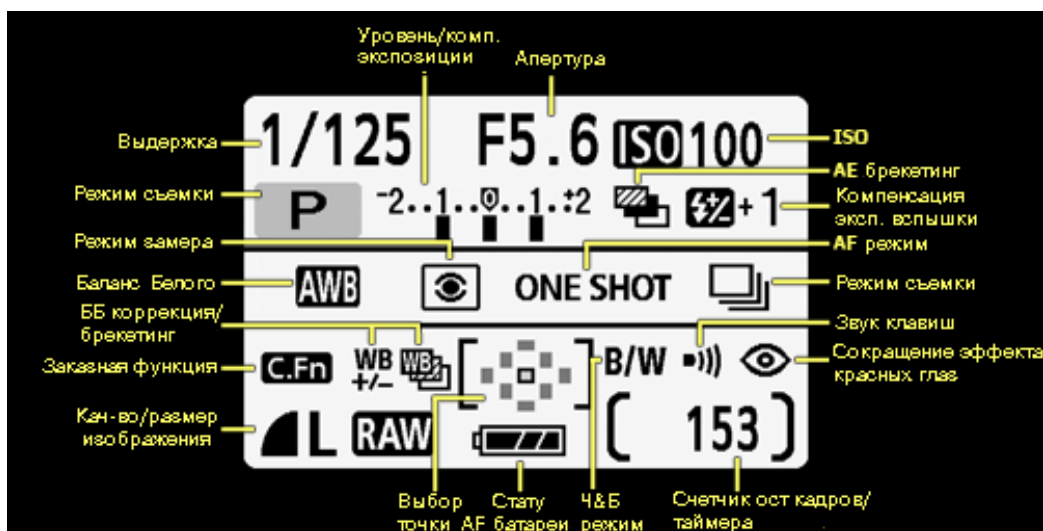 Уровень/комп.
экспозиции
Апертура
Выдержка
1/125 F5.6 ISO 100
ISO
AE брекетинг
Режим съемки
P
-2..1..0..1..±2
+1
Компенсация
эксп. вспышки
Режим замера
AF режим
Баланс Белого
AWB
ONE SHOT
Режим съемки
ББ коррекция/
брекетинг
Звук клавиш
Заказная функция
C.Fn
WB
+/-
WB
B/W
Сокращение эффекта
красных глаз
Кач-во/размер
изображения
L RAW
[ 153 ]
Выбор
точки AF
Стату
батареи
Ч&Б
режим
Счетчик ост кадров/
таймера